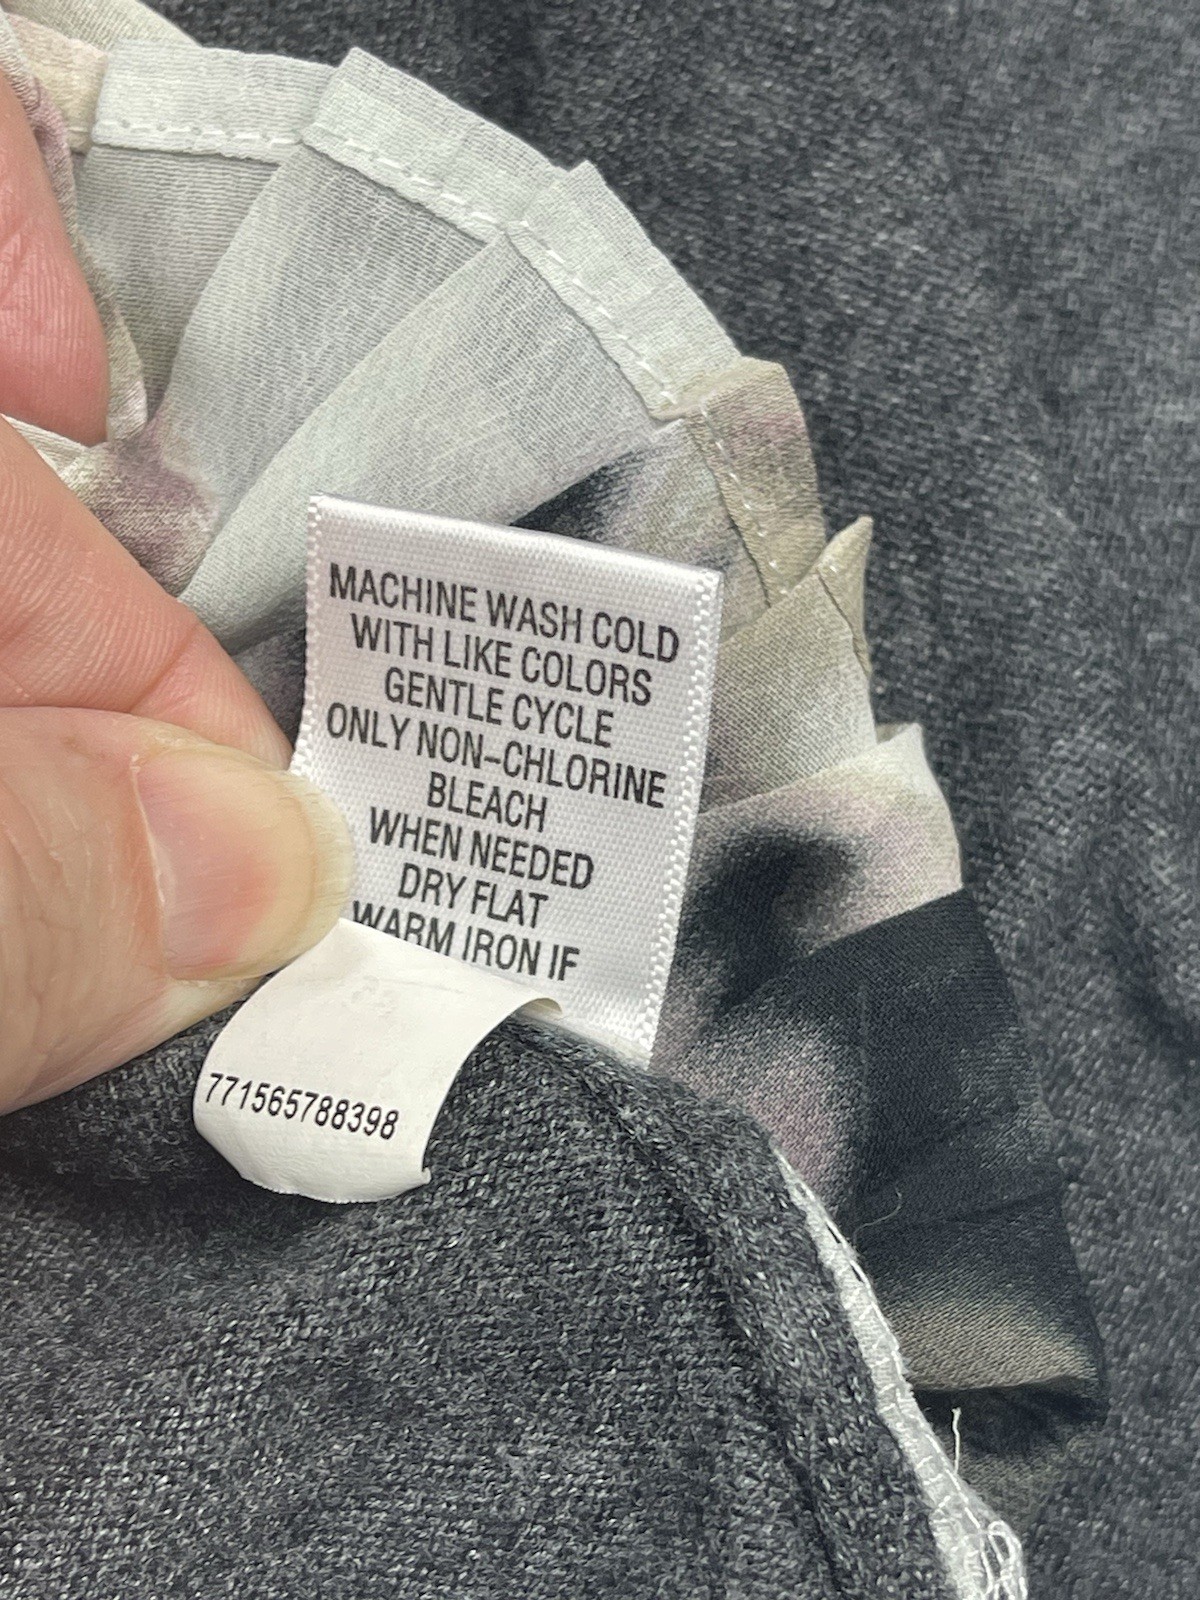 MACHINE WASH COLD
WITH LIKE COLORS
GENTLE CYCLE
ONLY NON-CHLORINE
BLEACH
WHEN NEEDED
DRY FLAT
WARM IRON IF
771565788398